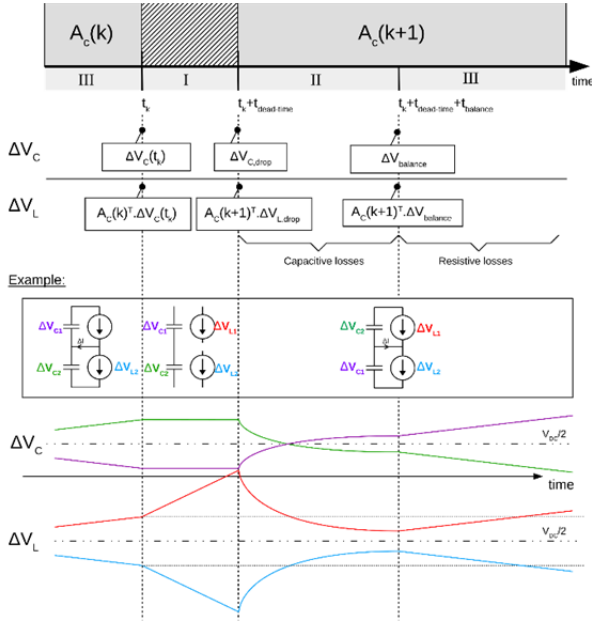 A_c(k) A_c(k+1)
III I II III time
t_k t_k+t_dead-time t_k+t_dead-time+t_balance
ΔV_C ΔV_C(t_k) ΔV_C,drop ΔV_balance
ΔV_L A_C(k)^T.ΔV_C(t_k) A_C(k+1)^T.ΔV_L,drop A_C(k+1)^T.ΔV_balance
Capacitive losses Resistive losses
Example:
ΔV_C1 ΔV_C1 ΔV_L1 ΔV_C2 ΔV_L1
ΔI ΔI
ΔV_C2 ΔV_L2 ΔV_C2 ΔV_L2 ΔV_C1 ΔV_L2
ΔV_C V_DC/2
time
ΔV_L V_DC/2